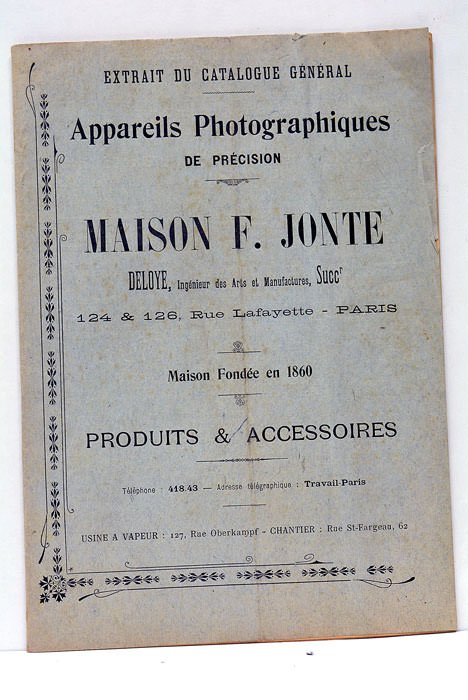 EXTRAIT DU CATALOGUE GÉNÉRAL
Appareils Photographiques
DE PRÉCISION
MAISON F. JONTE
DELOYE, Ingénieur des Arts et Manufactures, Succʳ
124 & 126, Rue Lafayette - PARIS
Maison Fondée en 1860
PRODUITS & ACCESSOIRES
Téléphone : 418.43 — Adresse télégraphique : Travail-Paris
USINE A VAPEUR : 127, Rue Oberkampf - CHANTIER : Rue St-Fargeau, 62